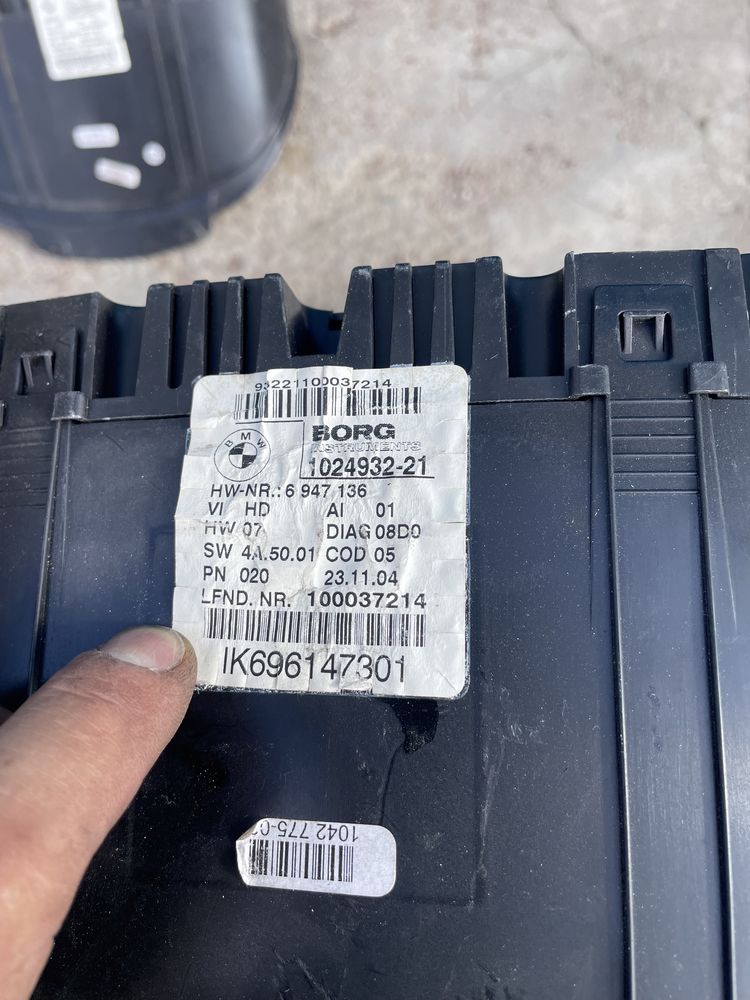 93221100037214
BMW
BORG
INSTRUMENTS
1024932-21
HW-NR.: 6 947 136
VI HD AI 01
HW 07 DIAG 08D0
SW 4A.50.01 COD 05
PN 020 23.11.04
LFND. NR. 100037214
IK696147301
1042 775-0